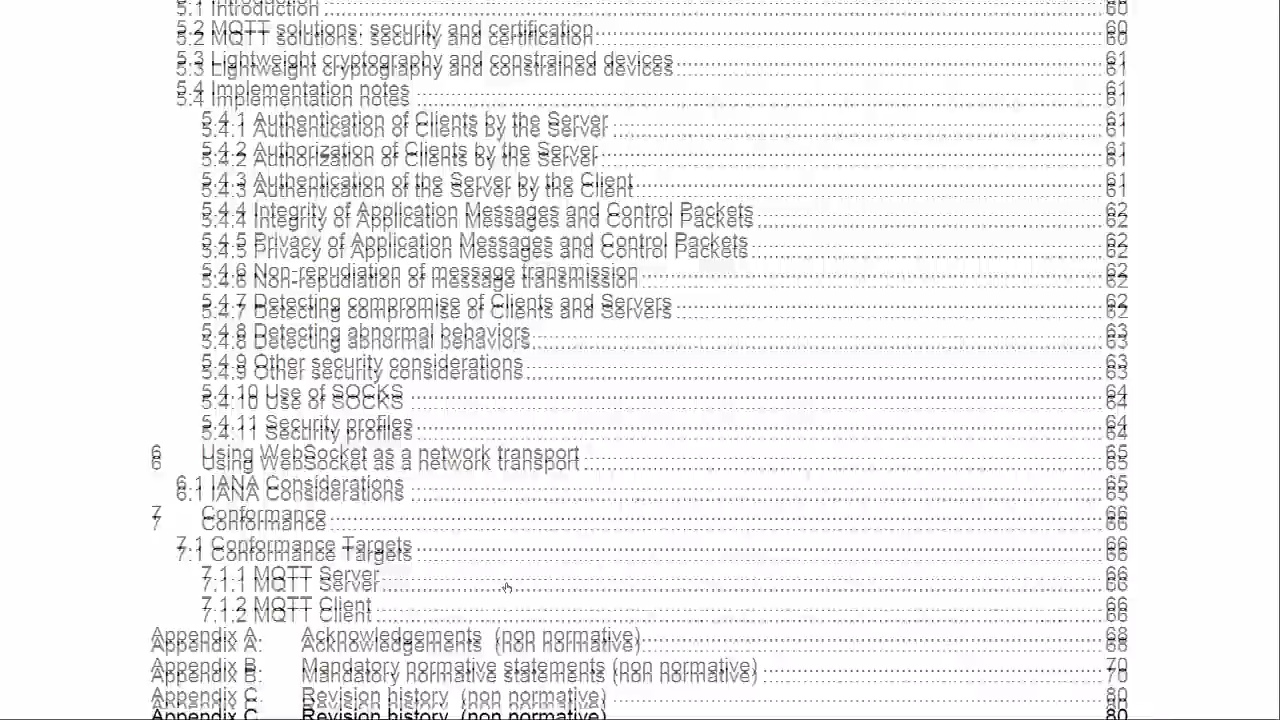 5.1 Introduction 60
5.2 MQTT solutions: security and certification 60
5.3 Lightweight cryptography and constrained devices 61
5.4 Implementation notes 61
5.4.1 Authentication of Clients by the Server 61
5.4.2 Authorization of Clients by the Server 61
5.4.3 Authentication of the Server by the Client 61
5.4.4 Integrity of Application Messages and Control Packets 62
5.4.5 Privacy of Application Messages and Control Packets 62
5.4.6 Non-repudiation of message transmission 62
5.4.7 Detecting compromise of Clients and Servers 62
5.4.8 Detecting abnormal behaviors 63
5.4.9 Other security considerations 63
5.4.10 Use of SOCKS 64
5.4.11 Security profiles 64
6 Using WebSocket as a network transport 65
6.1 IANA Considerations 65
7 Conformance 66
7.1 Conformance Targets 66
7.1.1 MQTT Server 66
7.1.2 MQTT Client 66
Appendix A. Acknowledgements (non normative) 68
Appendix B. Mandatory normative statements (non normative) 70
Appendix C. Revision history (non normative) 80